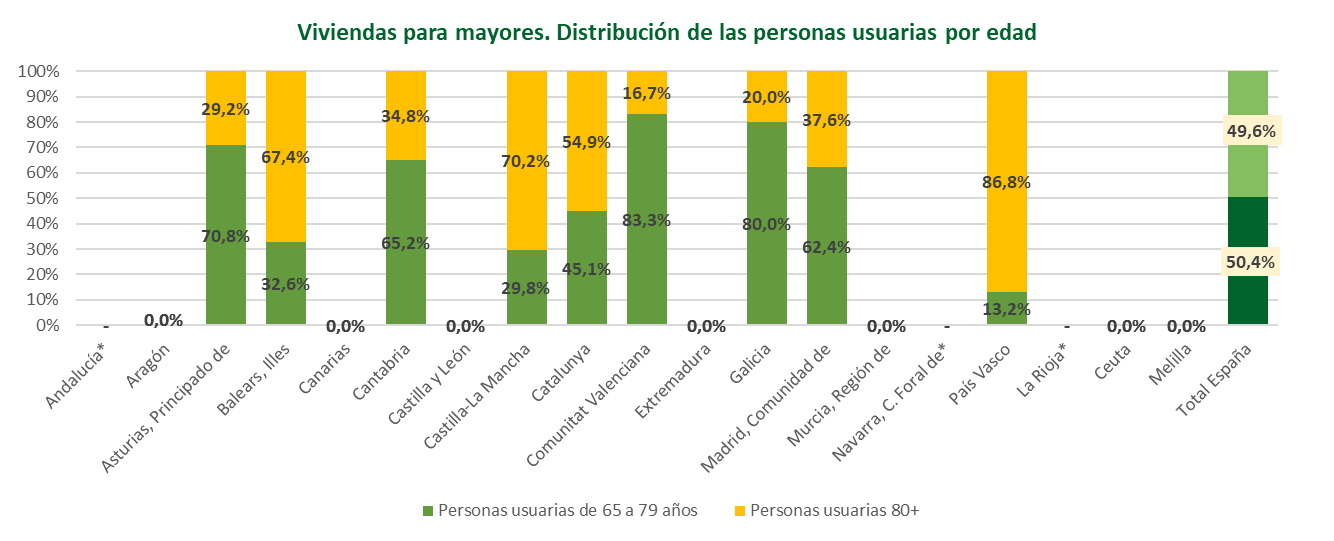 Viviendas para mayores. Distribución de las personas usuarias por edad
100%
90%
80%
70%
60%
50%
40%
30%
20%
10%
0%
-
0,0%
29,2%
70,8%
67,4%
32,6%
0,0%
34,8%
65,2%
0,0%
70,2%
29,8%
54,9%
45,1%
16,7%
83,3%
0,0%
20,0%
80,0%
37,6%
62,4%
0,0%
-
86,8%
13,2%
-
0,0%
0,0%
49,6%
50,4%
Andalucía*
Aragón
Asturias, Principado de
Balears, Illes
Canarias
Cantabria
Castilla y León
Castilla-La Mancha
Catalunya
Comunitat Valenciana
Extremadura
Galicia
Madrid, Comunidad de
Murcia, Región de
Navarra, C. Foral de*
País Vasco
La Rioja*
Ceuta
Melilla
Total España
Personas usuarias de 65 a 79 años
Personas usuarias 80+